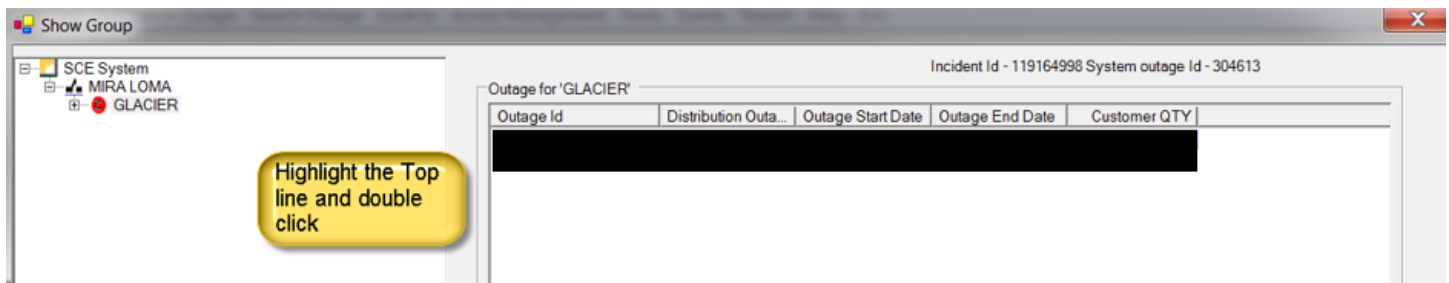 Show Group
SCE System
MIRA LOMA
GLACIER
Incident Id - 119164998 System outage Id - 304613
Outage for 'GLACIER'
Outage Id Distribution Outa... Outage Start Date Outage End Date Customer QTY
Highlight the Top
line and double
click